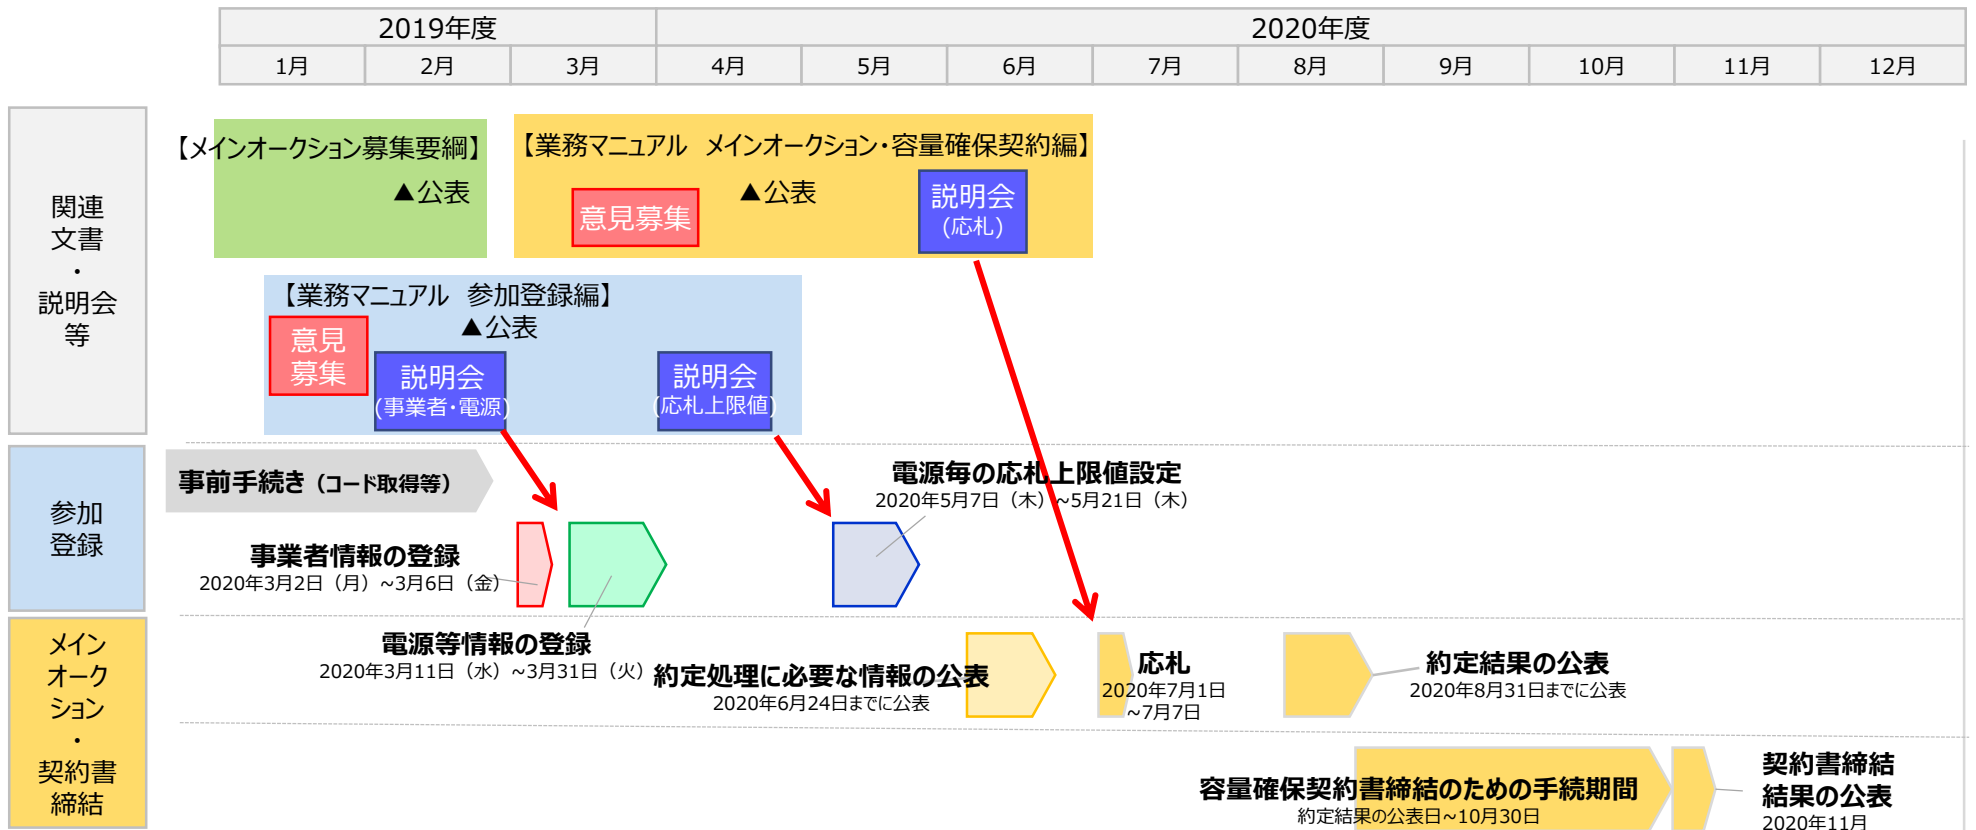 2019年度
2020年度
1月
2月
3月
4月
5月
6月
7月
8月
9月
10月
11月
12月
関連
文書
・
説明会
等
【メインオークション募集要綱】
▲公表
【業務マニュアル　メインオークション・容量確保契約編】
意見募集
▲公表
説明会
(応札)
【業務マニュアル　参加登録編】
▲公表
意見
募集
説明会
(事業者・電源)
説明会
(応札上限値)
参加
登録
事前手続き（コード取得等）
事業者情報の登録
2020年3月2日（月）~3月6日（金）
電源等情報の登録
2020年3月11日（水）~3月31日（火）
電源毎の応札上限値設定
2020年5月7日（木）~5月21日（木）
メイン
オーク
ション
・
契約書
締結
約定処理に必要な情報の公表
2020年6月24日までに公表
応札
2020年7月1日
~7月7日
約定結果の公表
2020年8月31日までに公表
容量確保契約書締結のための手続期間
約定結果の公表日~10月30日
契約書締結
結果の公表
2020年11月